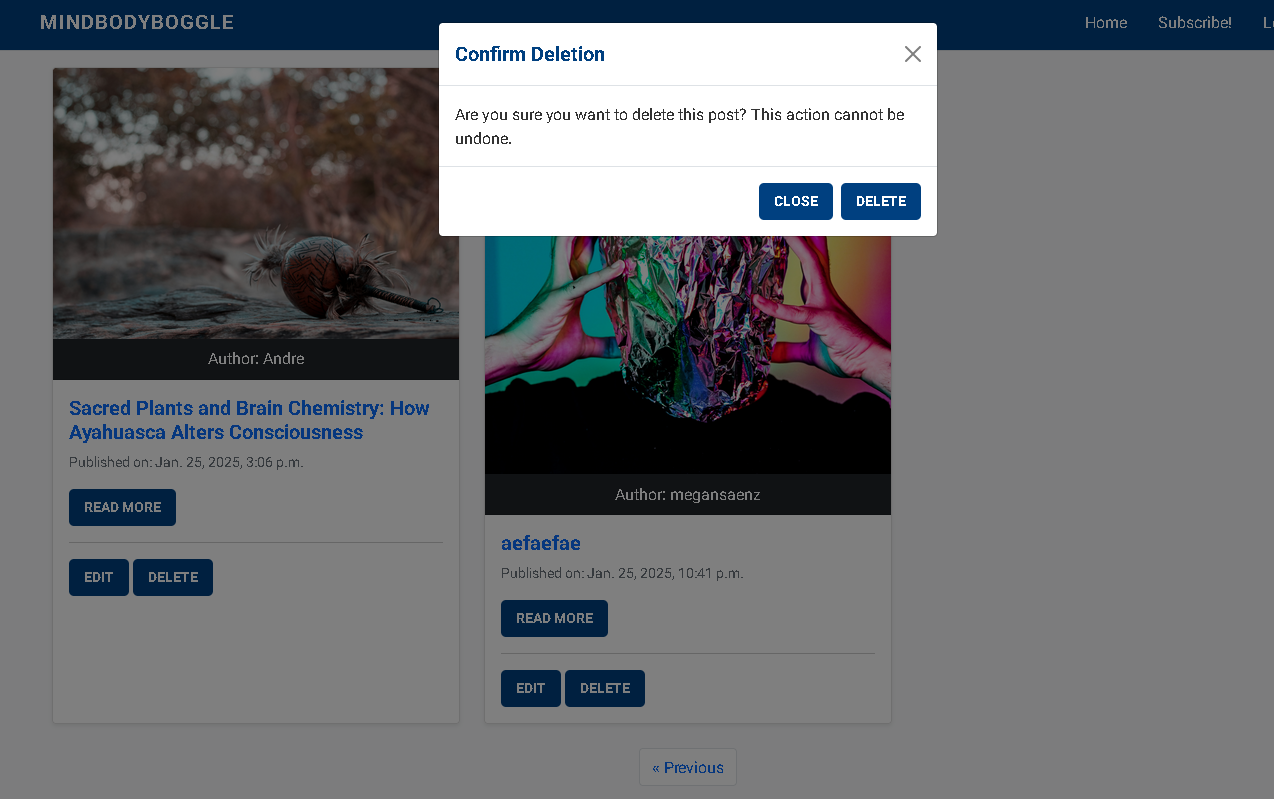 MINDBODYBOGGLE
Home
Subscribe!
Confirm Deletion
Are you sure you want to delete this post? This action cannot be
undone.
CLOSE
DELETE
Author: Andre
Sacred Plants and Brain Chemistry: How
Ayahuasca Alters Consciousness
Published on: Jan. 25, 2025, 3:06 p.m.
READ MORE
EDIT
DELETE
Author: megansaenz
aefaefae
Published on: Jan. 25, 2025, 10:41 p.m.
READ MORE
EDIT
DELETE
« Previous